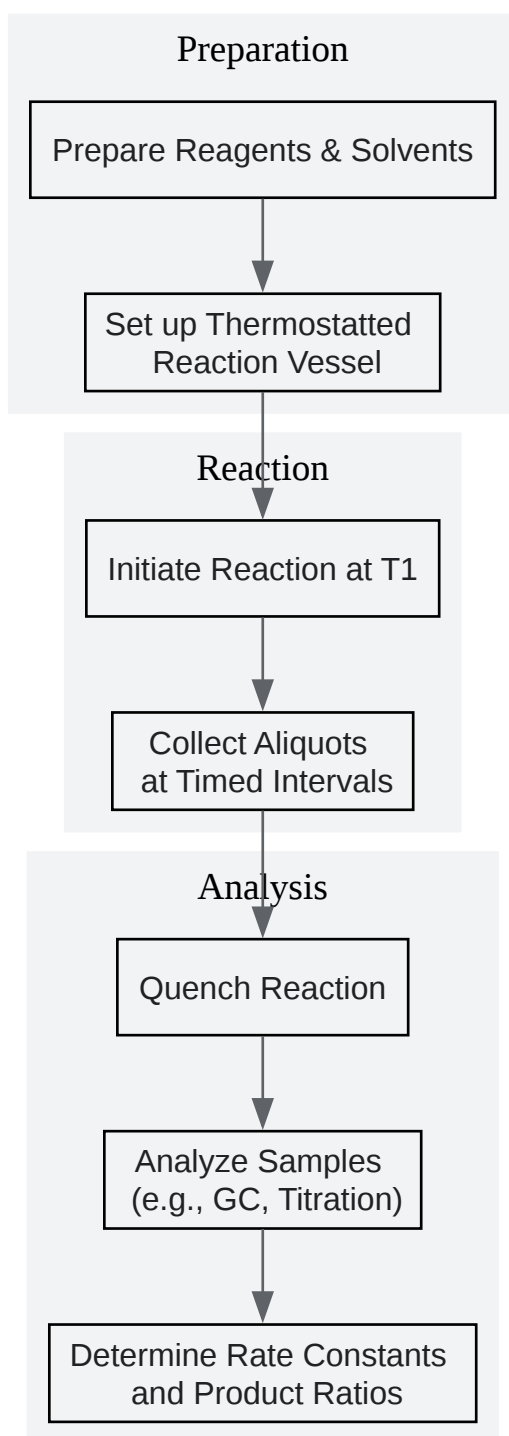 Preparation
Prepare Reagents & Solvents
Set up Thermostatted
Reaction Vessel
Reaction
Initiate Reaction at T1
Collect Aliquots
at Timed Intervals
Analysis
Quench Reaction
Analyze Samples
(e.g., GC, Titration)
Determine Rate Constants
and Product Ratios